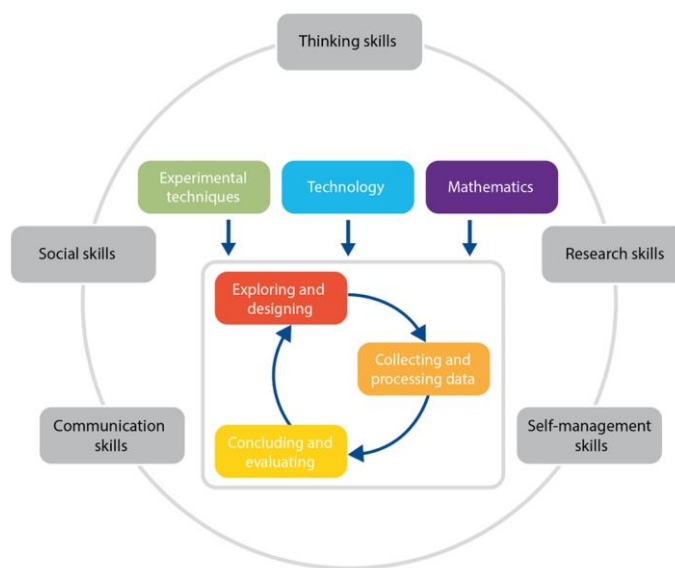 Thinking skills
Experimental
techniques
Technology
Mathematics
Social skills
Research skills
Exploring and
designing
Collecting and
processing data
Communication
skills
Concluding and
evaluating
Self-management
skills